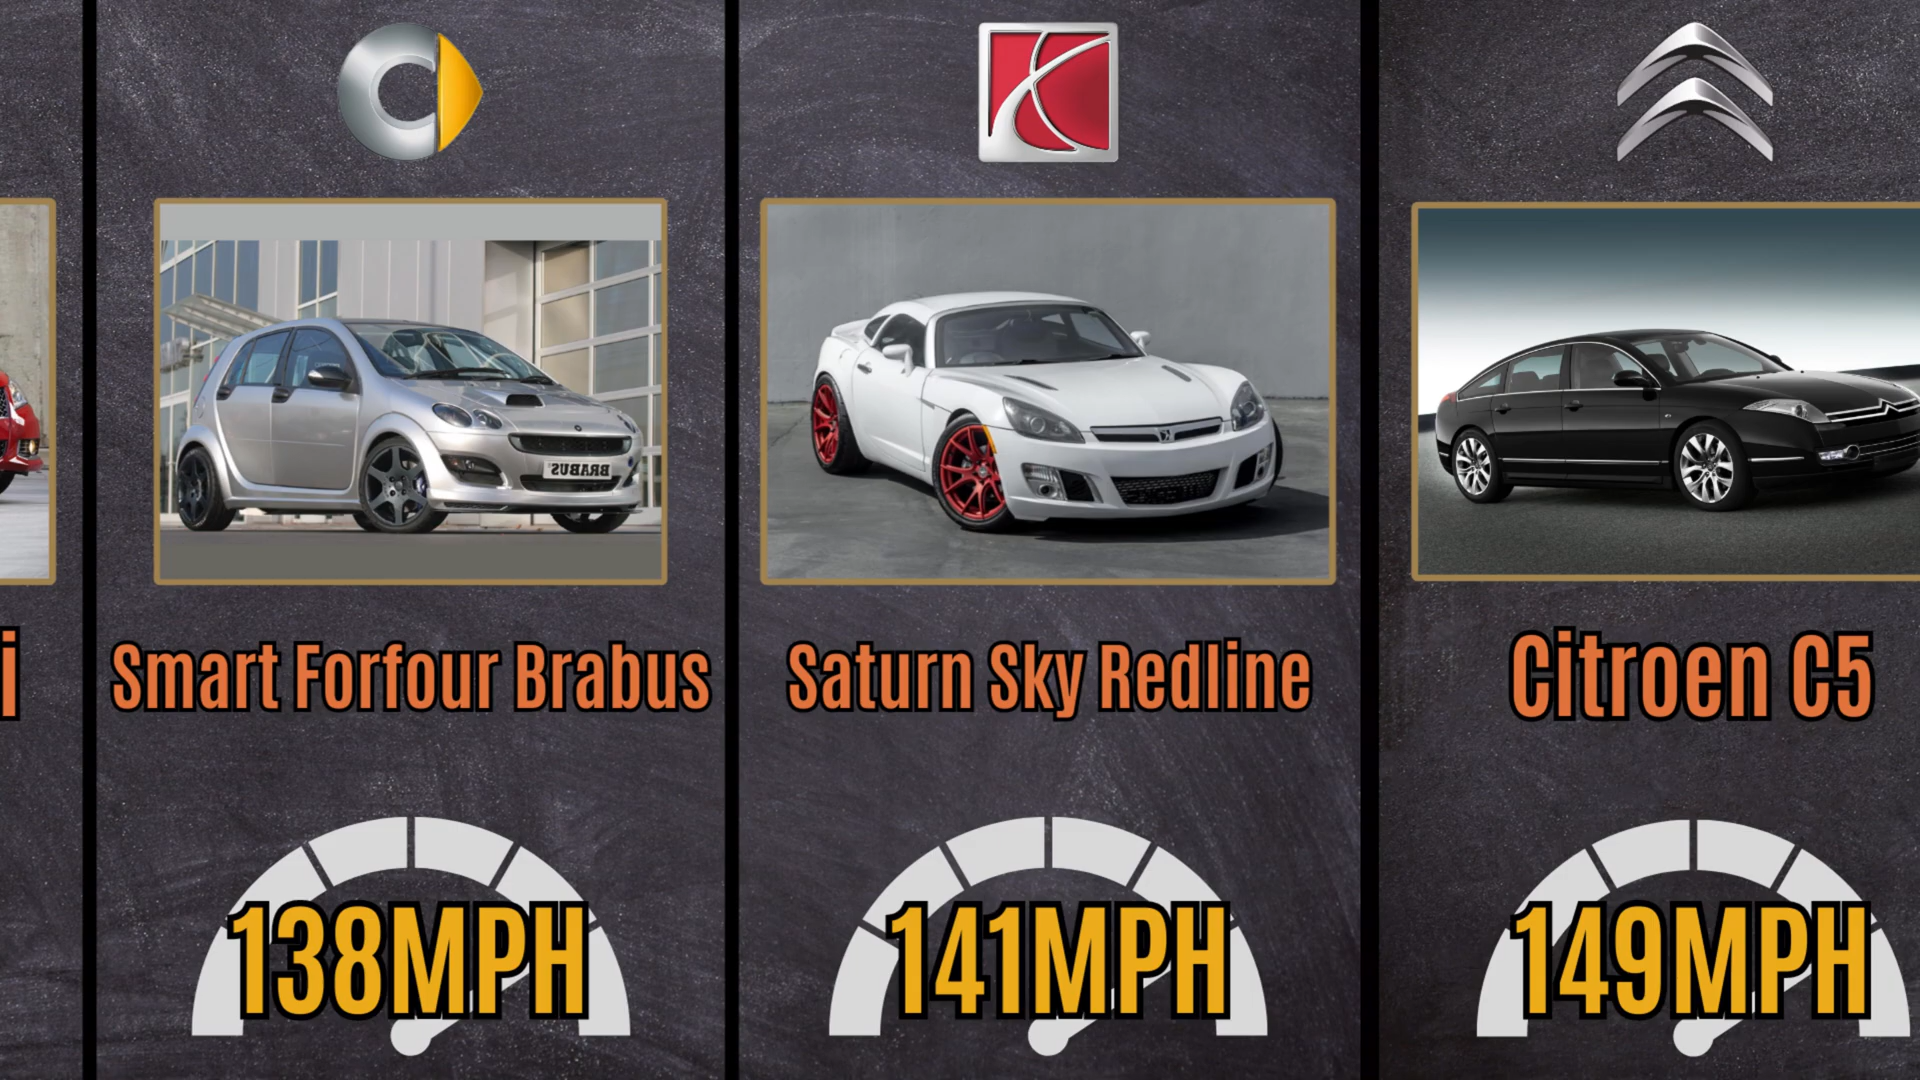 j
Smart Forfour Brabus
Saturn Sky Redline
Citroen C5
BRABUS
138MPH
141MPH
149MPH